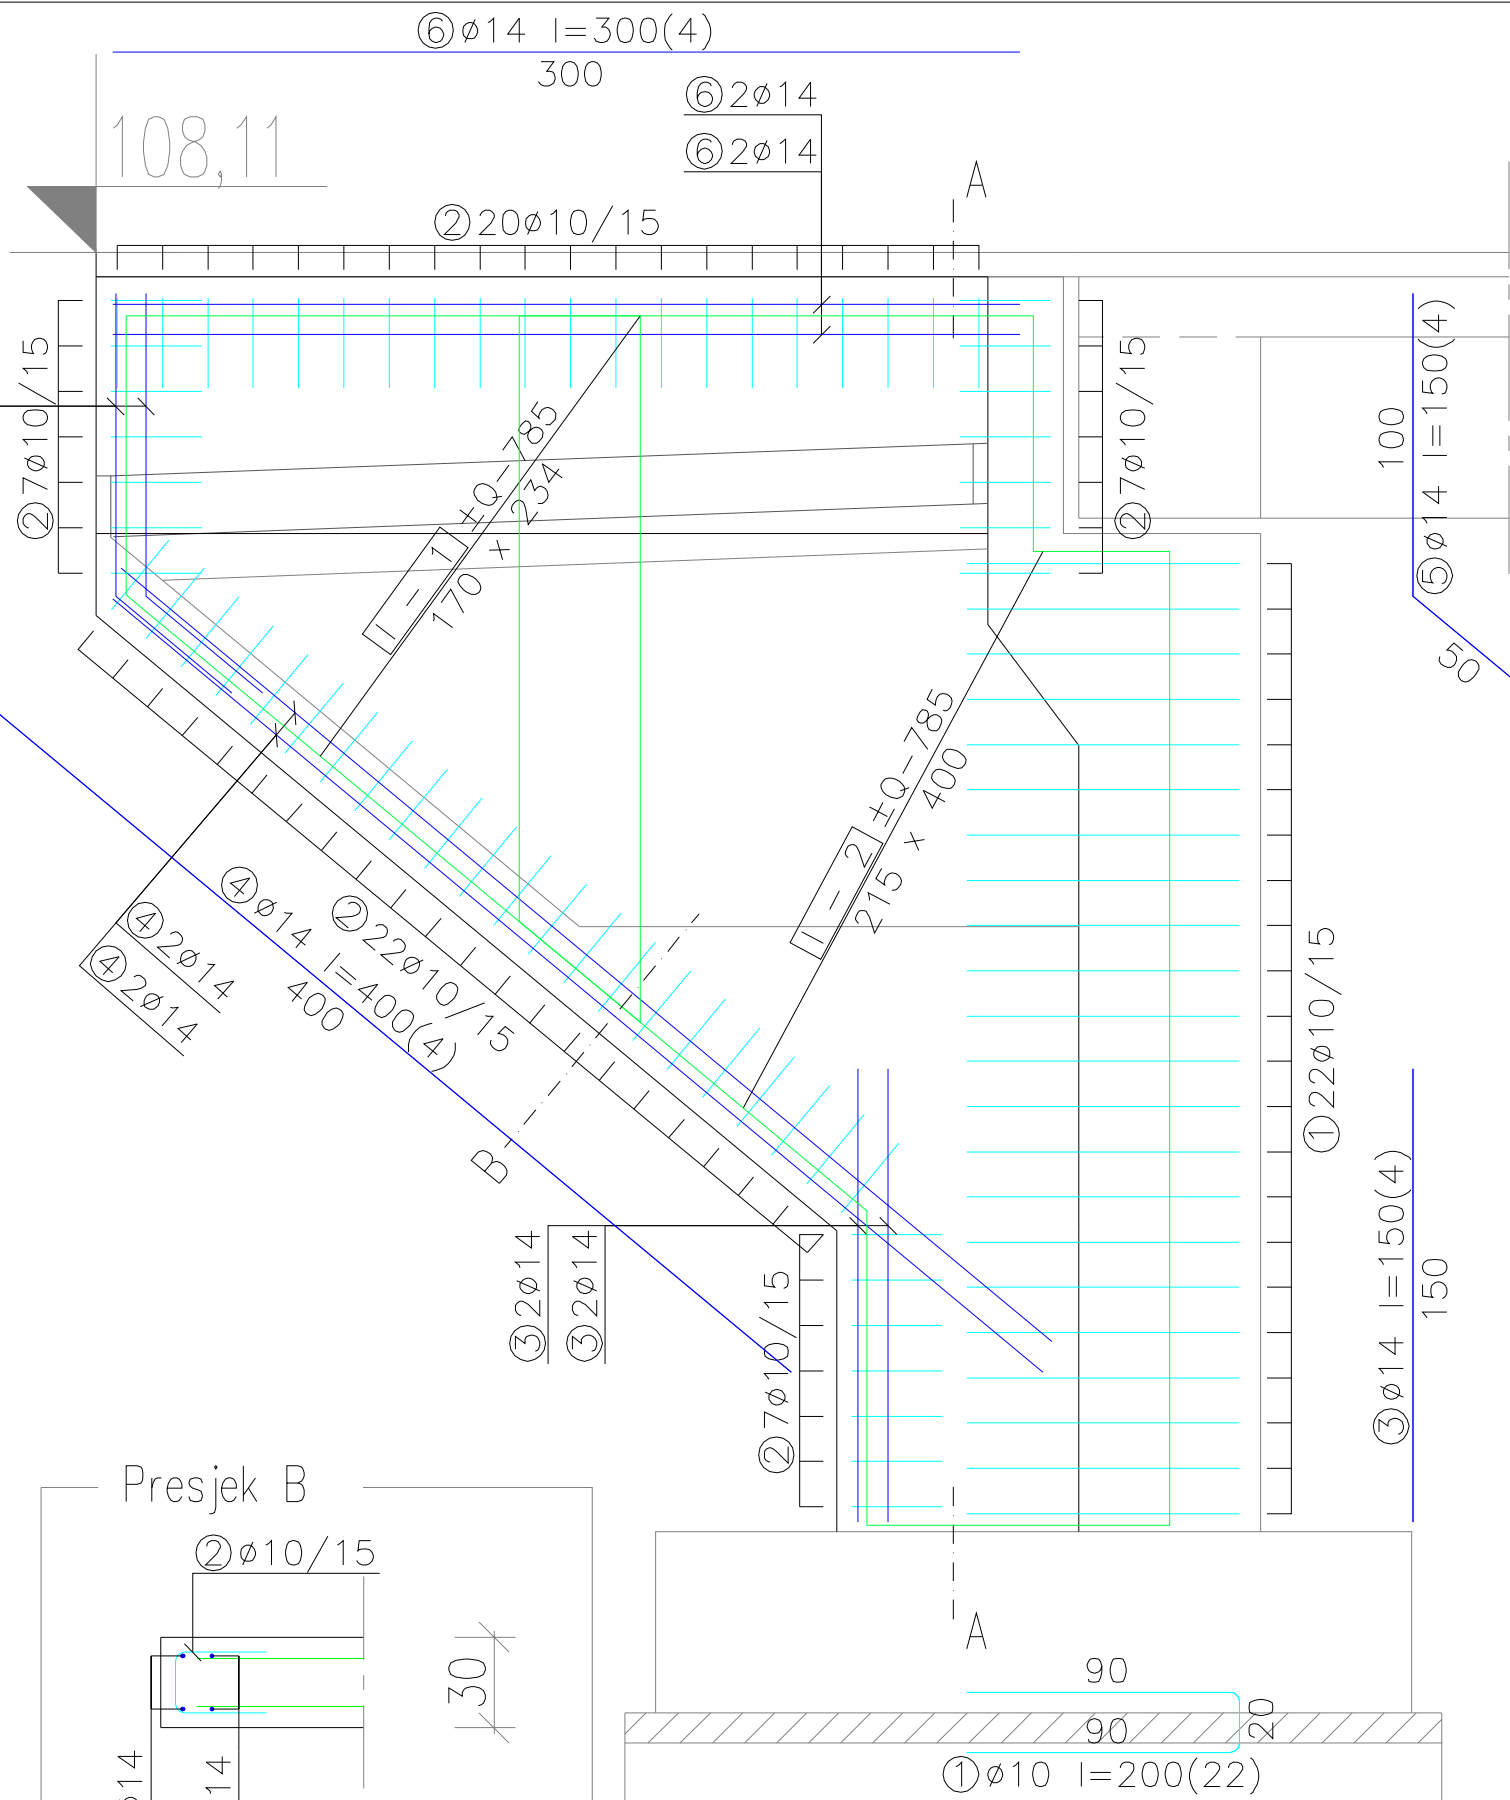 ⑥ø14 l=300(4)
300
⑥2ø14
⑥2ø14
108,11
A
②20ø10/15
②7ø10/15
②7ø10/15
100
⑤ø14 l=150(4)
50
I - 1 ±Q-785
170 x 234
I - 2 ±Q-785
215 x 400
④2ø14
④2ø14
④ø14 l=400(4)
400
②22ø10/15
B
①22ø10/15
③2ø14
③2ø14
②7ø10/15
③ø14 l=150(4)
150
Presjek B
②ø10/15
30
A
90
90
20
①ø10 l=200(22)
ø14
14